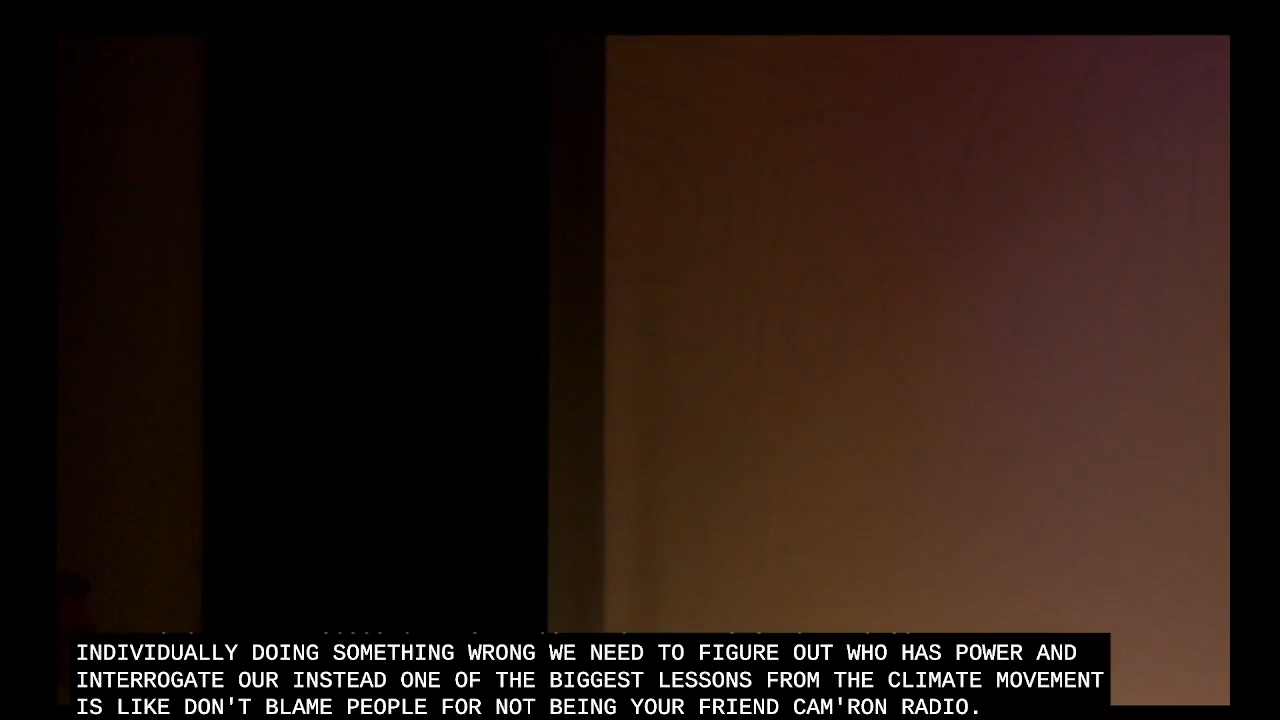 INDIVIDUALLY DOING SOMETHING WRONG WE NEED TO FIGURE OUT WHO HAS POWER AND
INTERROGATE OUR INSTEAD ONE OF THE BIGGEST LESSONS FROM THE CLIMATE MOVEMENT
IS LIKE DON'T BLAME PEOPLE FOR NOT BEING YOUR FRIEND CAM'RON RADIO.